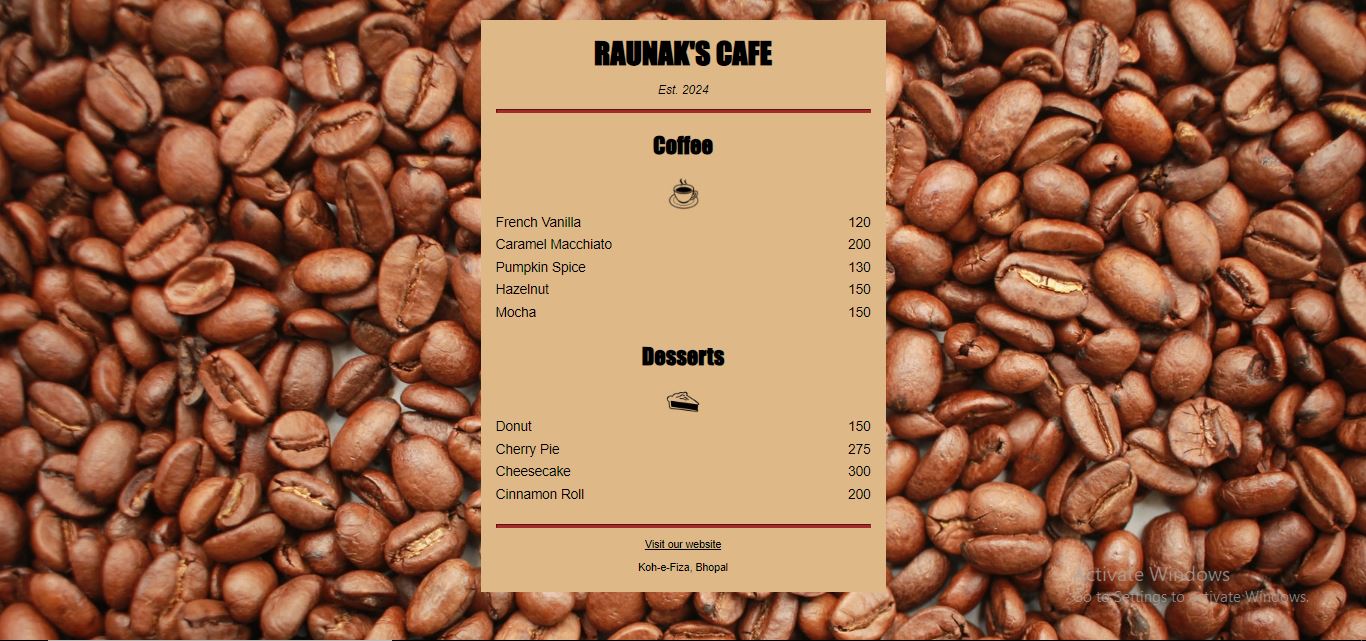 RAUNAK'S CAFE
Est. 2024
Coffee
French Vanilla 120
Caramel Macchiato 200
Pumpkin Spice 130
Hazelnut 150
Mocha 150
Desserts
Donut 150
Cherry Pie 275
Cheesecake 300
Cinnamon Roll 200
Visit our website
Koh-e-Fiza, Bhopal
Activate Windows
Go to Settings to activate Windows.